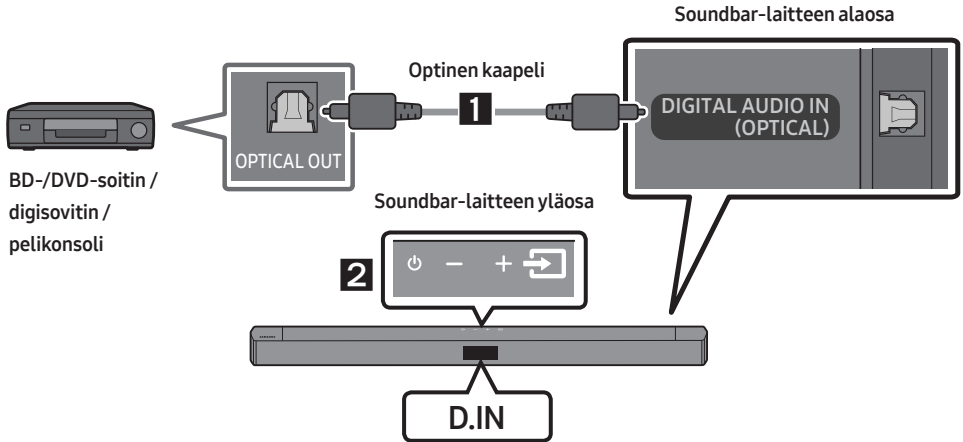 Soundbar-laitteen alaosa
Optinen kaapeli
1
DIGITAL AUDIO IN
(OPTICAL)
OPTICAL OUT
BD-/DVD-soitin /
digisovitin /
pelikonsoli
Soundbar-laitteen yläosa
2
SAMSUNG
D.IN